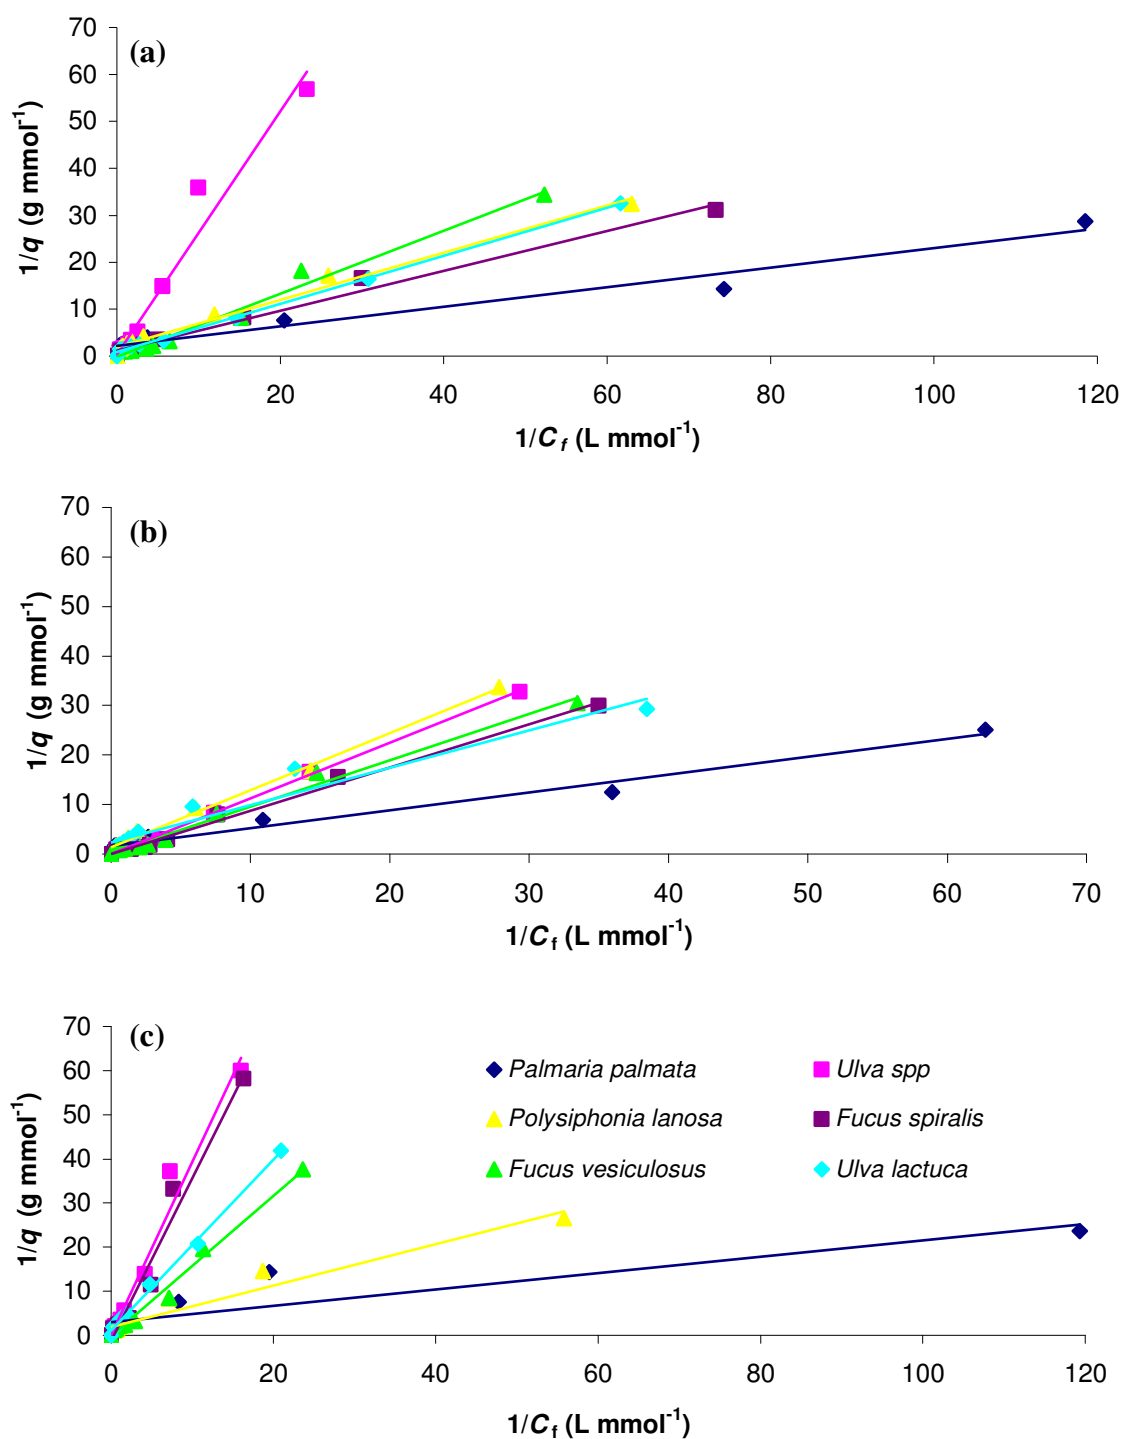 (a)
70
60
50
40
30
20
10
0
1/q (g mmol⁻¹)
0 20 40 60 80 100 120
1/C_f (L mmol⁻¹)
(b)
70
60
50
40
30
20
10
0
1/q (g mmol⁻¹)
0 10 20 30 40 50 60 70
1/C_f (L mmol⁻¹)
(c)
70
60
50
40
30
20
10
0
1/q (g mmol⁻¹)
Palmaria palmata Ulva spp
Polysiphonia lanosa Fucus spiralis
Fucus vesiculosus Ulva lactuca
0 20 40 60 80 100 120
1/C_f (L mmol⁻¹)